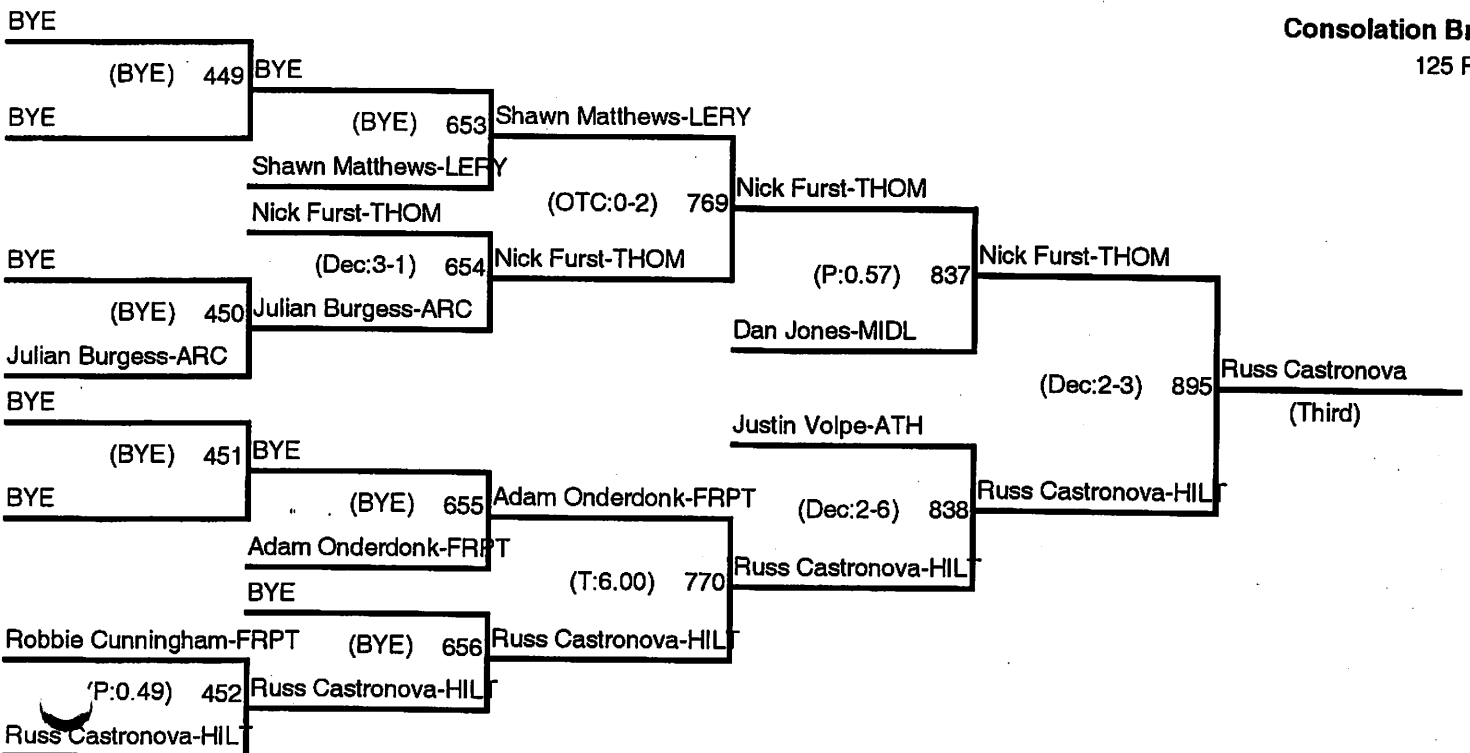 BYE
Consolation Br
125 P
(BYE) 449 BYE
BYE
(BYE) 653 Shawn Matthews-LERY
Shawn Matthews-LERY
(OTC:0-2) 769 Nick Furst-THOM
Nick Furst-THOM
BYE
(Dec:3-1) 654 Nick Furst-THOM
Nick Furst-THOM
(P:0.57) 837
(BYE) 450 Julian Burgess-ARC
Dan Jones-MIDL
Julian Burgess-ARC
Russ Castronova
(Dec:2-3) 895
(Third)
BYE
Justin Volpe-ATH
(BYE) 451 BYE
BYE
(BYE) 655 Adam Onderdonk-FRPT
Russ Castronova-HILT
(Dec:2-6) 838
Adam Onderdonk-FRPT
(T:6.00) 770 Russ Castronova-HILT
BYE
Robbie Cunningham-FRPT
(BYE) 656 Russ Castronova-HILT
(P:0.49) 452 Russ Castronova-HILT
Russ Castronova-HILT